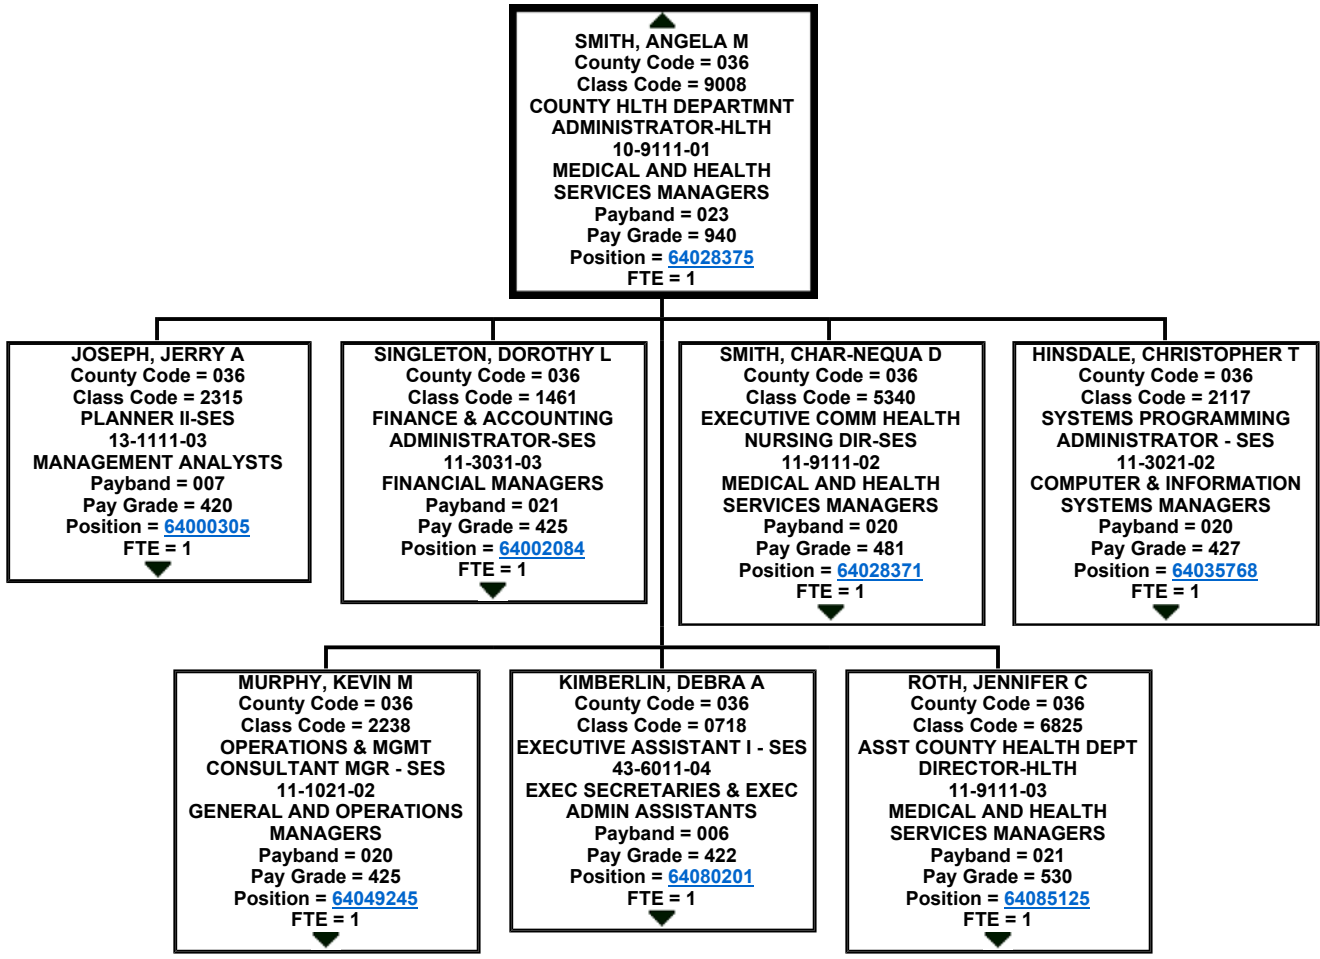 SMITH, ANGELA M
County Code = 036
Class Code = 9008
COUNTY HLTH DEPARTMNT
ADMINISTRATOR-HLTH
10-9111-01
MEDICAL AND HEALTH
SERVICES MANAGERS
Payband = 023
Pay Grade = 940
Position = 64028375
FTE = 1
JOSEPH, JERRY A
County Code = 036
Class Code = 2315
PLANNER II-SES
13-1111-03
MANAGEMENT ANALYSTS
Payband = 007
Pay Grade = 420
Position = 64000305
FTE = 1
SINGLETON, DOROTHY L
County Code = 036
Class Code = 1461
FINANCE & ACCOUNTING
ADMINISTRATOR-SES
11-3031-03
FINANCIAL MANAGERS
Payband = 021
Pay Grade = 425
Position = 64002084
FTE = 1
SMITH, CHAR-NEQUA D
County Code = 036
Class Code = 5340
EXECUTIVE COMM HEALTH
NURSING DIR-SES
11-9111-02
MEDICAL AND HEALTH
SERVICES MANAGERS
Payband = 020
Pay Grade = 481
Position = 64028371
FTE = 1
HINSDALE, CHRISTOPHER T
County Code = 036
Class Code = 2117
SYSTEMS PROGRAMMING
ADMINISTRATOR - SES
11-3021-02
COMPUTER & INFORMATION
SYSTEMS MANAGERS
Payband = 020
Pay Grade = 427
Position = 64035768
FTE = 1
MURPHY, KEVIN M
County Code = 036
Class Code = 2238
OPERATIONS & MGMT
CONSULTANT MGR - SES
11-1021-02
GENERAL AND OPERATIONS
MANAGERS
Payband = 020
Pay Grade = 425
Position = 64049245
FTE = 1
KIMBERLIN, DEBRA A
County Code = 036
Class Code = 0718
EXECUTIVE ASSISTANT I - SES
43-6011-04
EXEC SECRETARIES & EXEC
ADMIN ASSISTANTS
Payband = 006
Pay Grade = 422
Position = 64080201
FTE = 1
ROTH, JENNIFER C
County Code = 036
Class Code = 6825
ASST COUNTY HEALTH DEPT
DIRECTOR-HLTH
11-9111-03
MEDICAL AND HEALTH
SERVICES MANAGERS
Payband = 021
Pay Grade = 530
Position = 64085125
FTE = 1